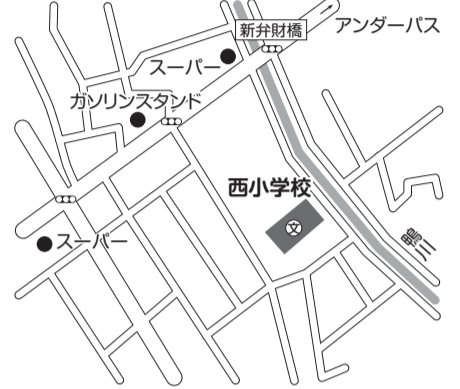 新弁財橋
アンダーパス
スーパー
ガソリンスタンド
西小学校
文
スーパー
鴨川